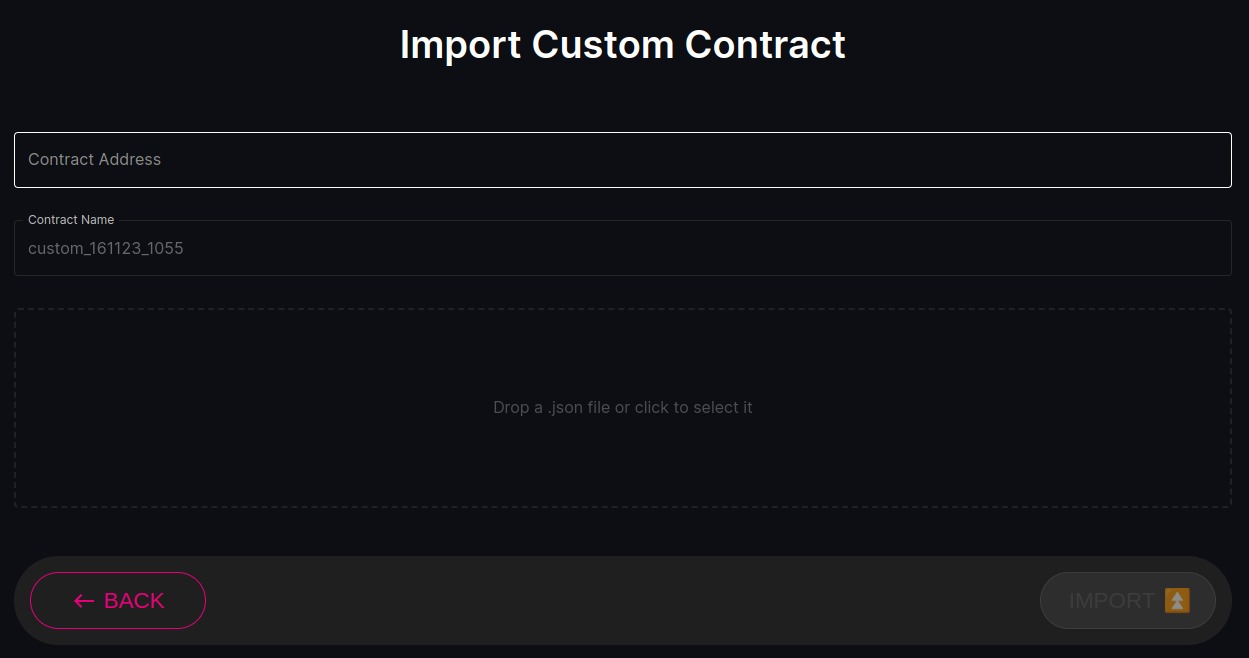 Import Custom Contract
Contract Address
Contract Name
custom_161123_1055
Drop a .json file or click to select it
← BACK
IMPORT ⏫